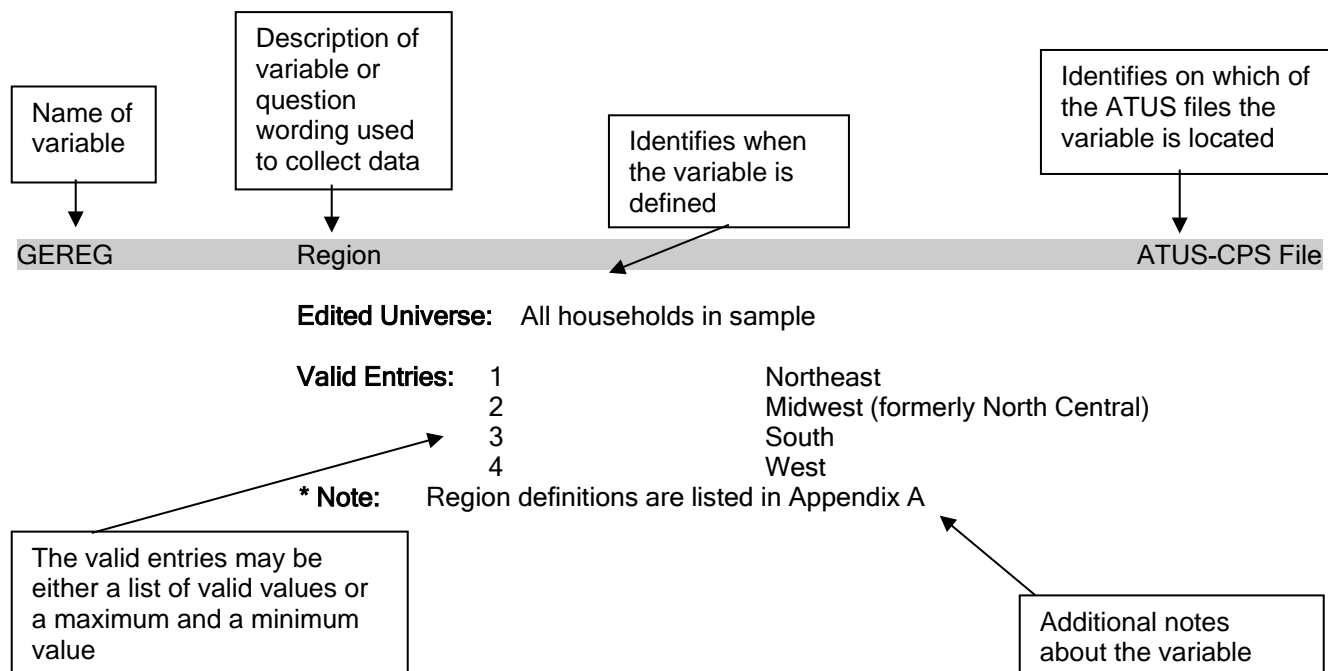 Name of
variable
Description of
variable or
question
wording used
to collect data
Identifies when
the variable is
defined
Identifies on which of
the ATUS files the
variable is located
GEREG Region ATUS-CPS File
Edited Universe: All households in sample
Valid Entries: 1 Northeast
2 Midwest (formerly North Central)
3 South
4 West
* Note: Region definitions are listed in Appendix A
The valid entries may be
either a list of valid values or
a maximum and a minimum
value
Additional notes
about the variable